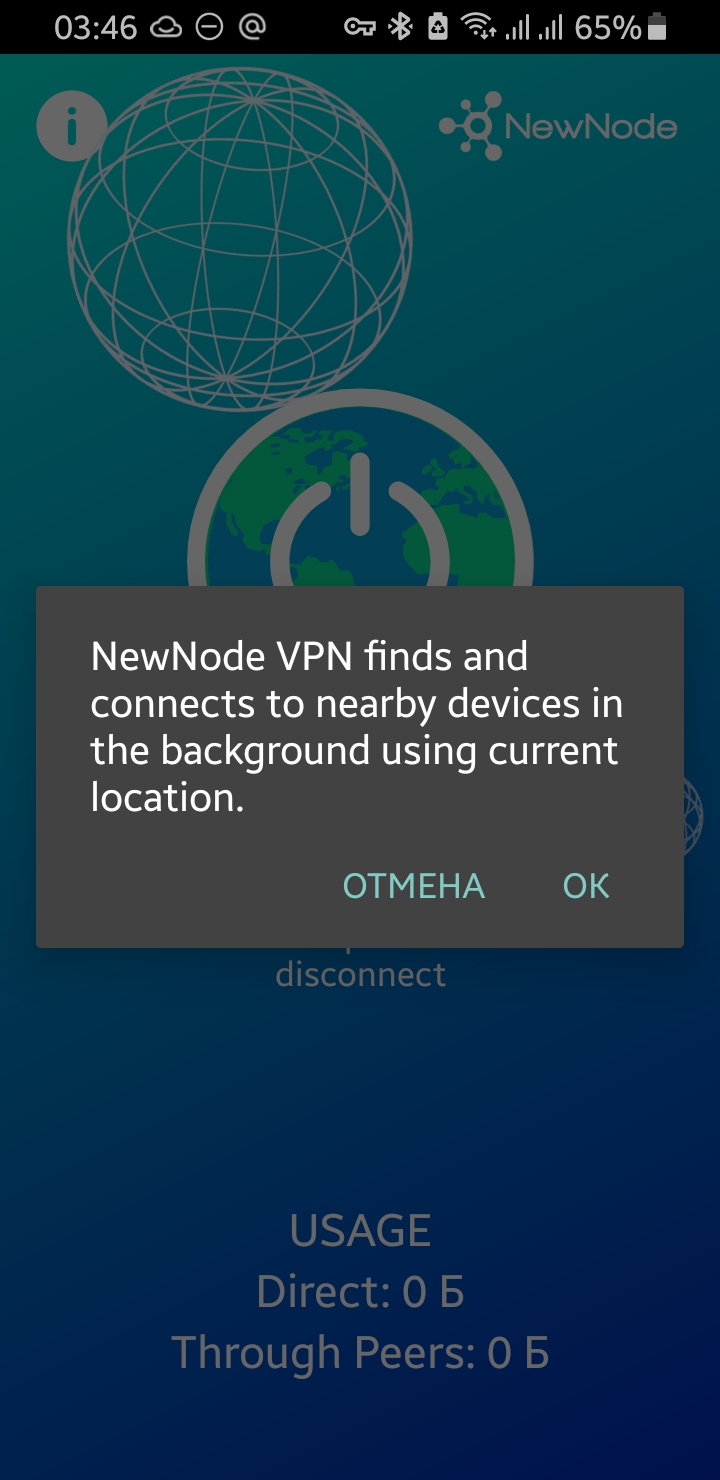 03:46 65%
NewNode
NewNode VPN finds and
connects to nearby devices in
the background using current
location.
ОТМЕНА ОК
disconnect
USAGE
Direct: 0 Б
Through Peers: 0 Б